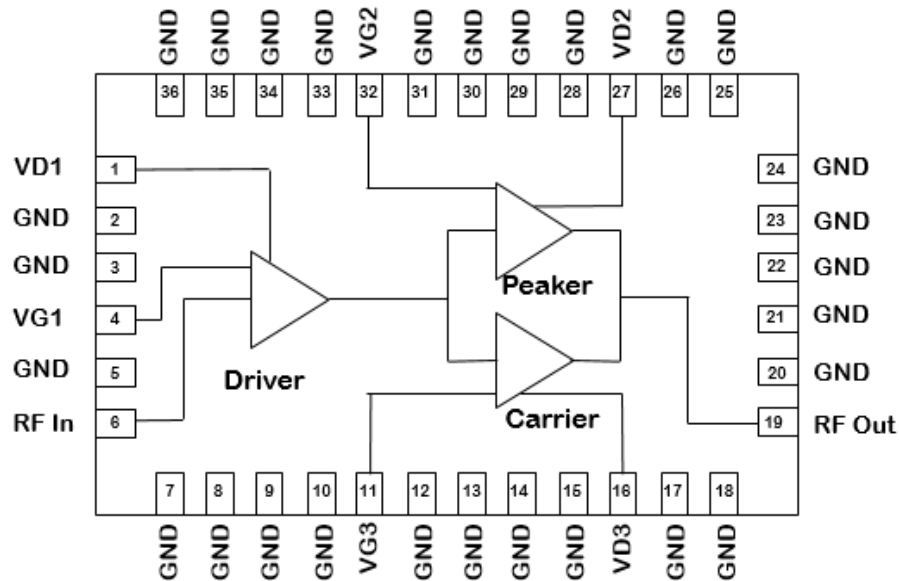 GND GND GND GND VG2 GND GND GND GND VD2 GND GND
36 35 34 33 32 31 30 29 28 27 26 25
VD1 1 24 GND
GND 2 23 GND
GND 3 22 GND
Peaker
VG1 4 21 GND
GND 5 20 GND
Driver
Carrier
RF In 6 19 RF Out
7 8 9 10 11 12 13 14 15 16 17 18
GND GND GND GND VG3 GND GND GND GND VD3 GND GND